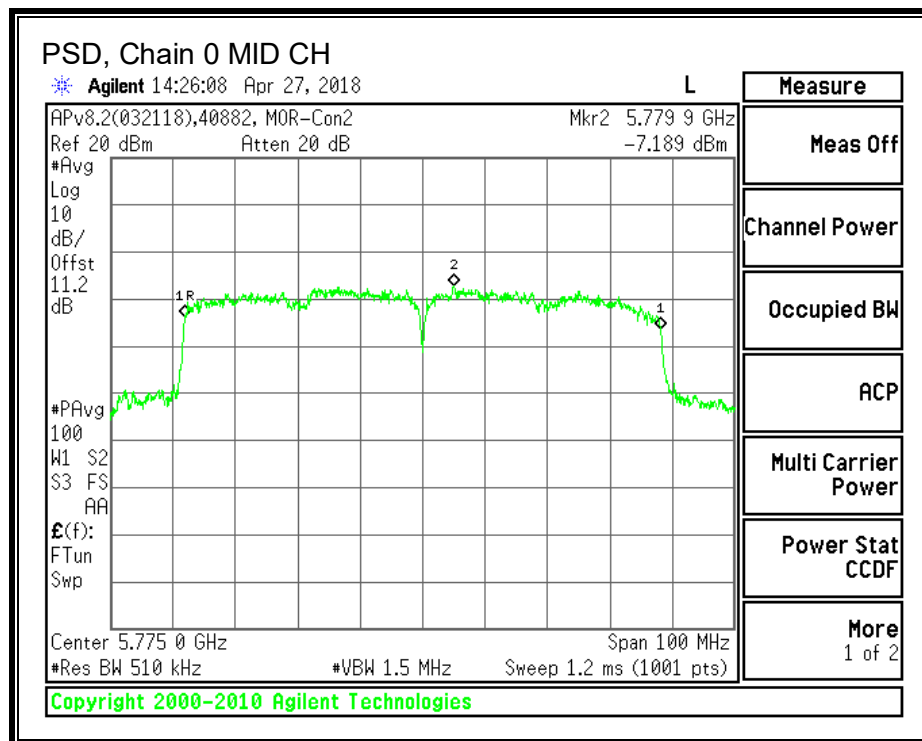 PSD, Chain 0 MID CH
Agilent 14:26:08 Apr 27, 2018 L
Measure
APv8.2(032118),40882, MOR-Con2 Mkr2 5.779 9 GHz
Ref 20 dBm Atten 20 dB -7.189 dBm
Meas Off
#Avg
Log
10
dB/
Offst
11.2
dB
Channel Power
2
1R
1
Occupied BW
ACP
#PAvg
100
W1 S2
S3 FS
AA
£(f):
FTun
Swp
Multi Carrier
Power
Power Stat
CCDF
Center 5.775 0 GHz Span 100 MHz
#Res BW 510 kHz #VBW 1.5 MHz Sweep 1.2 ms (1001 pts)
More
1 of 2
Copyright 2000-2010 Agilent Technologies